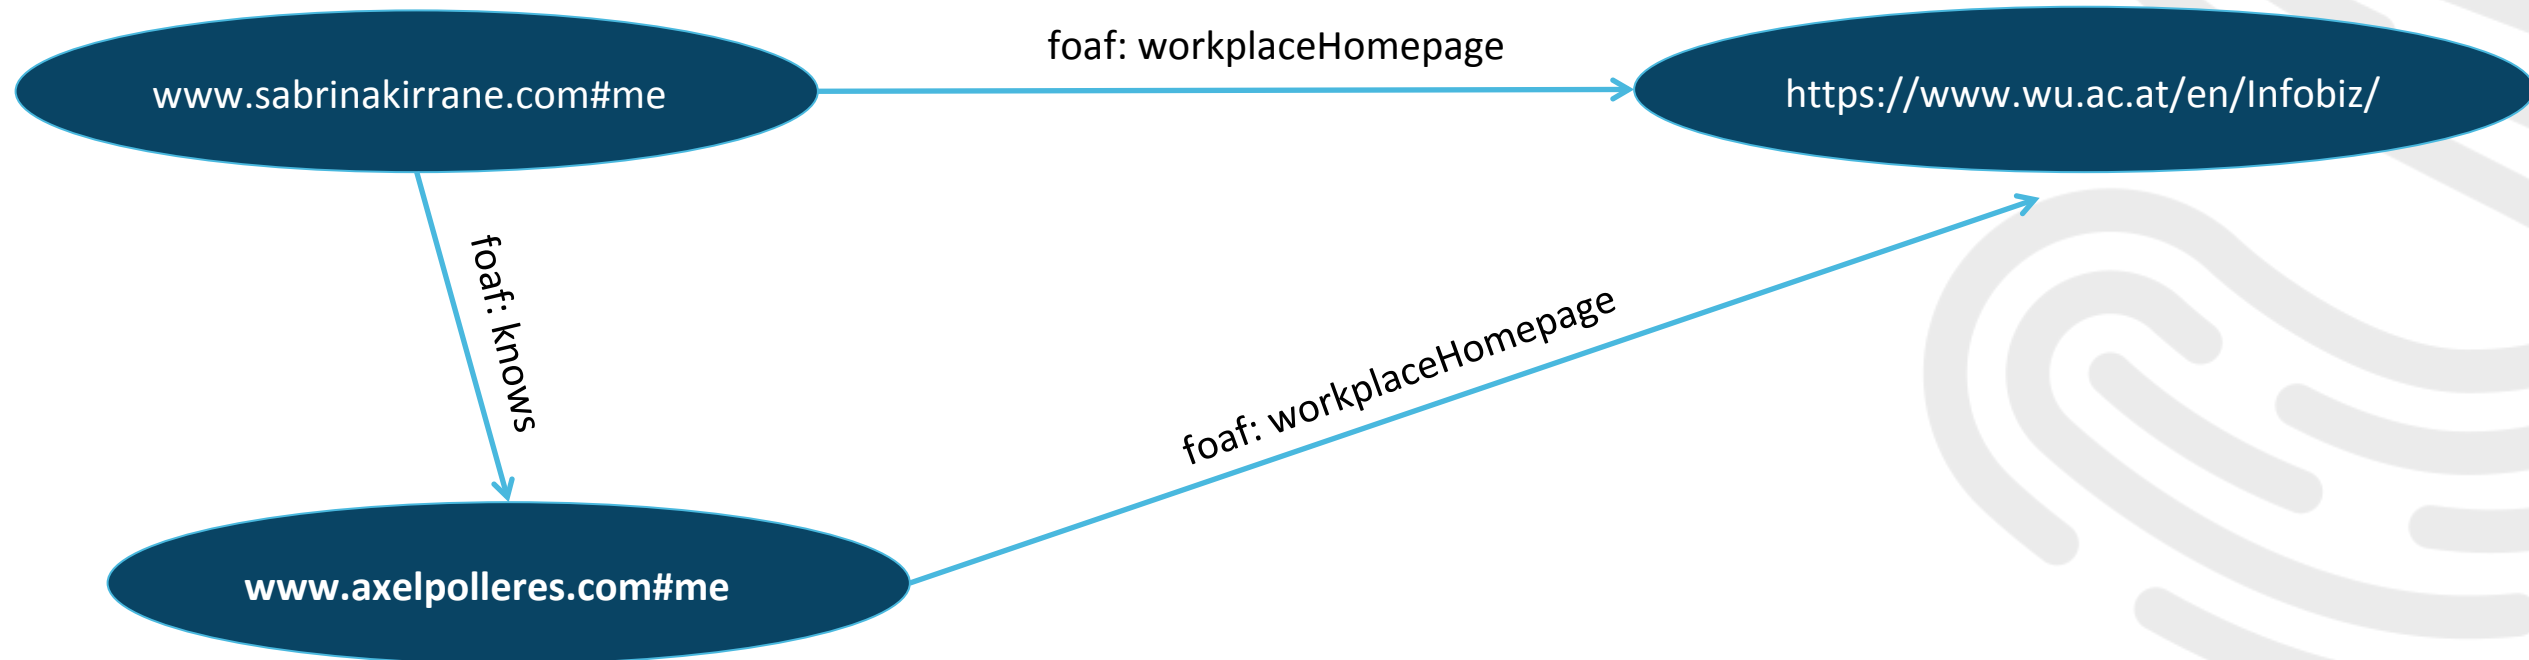 foaf: workplaceHomepage
www.sabrinakirrane.com#me
https://www.wu.ac.at/en/Infobiz/
foaf: knows
foaf: workplaceHomepage
www.axelpolleres.com#me